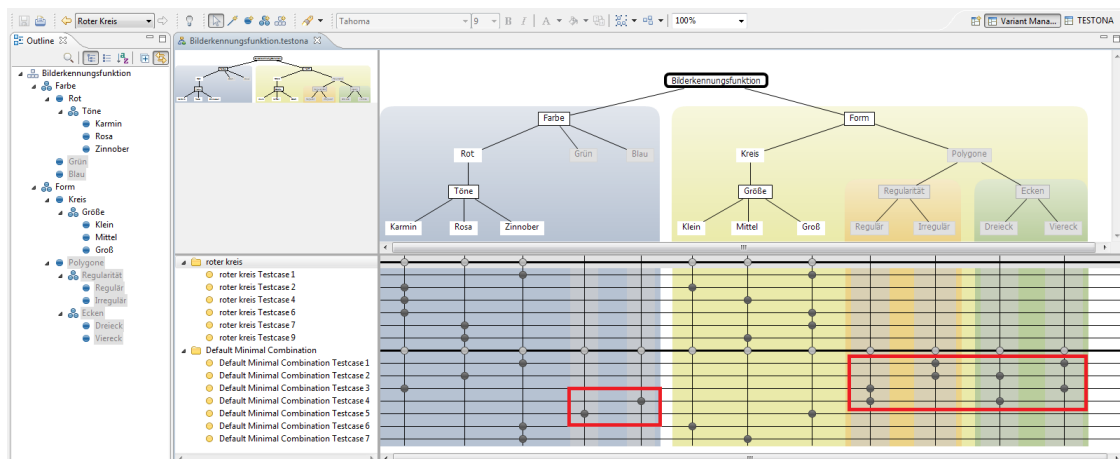 Roter Kreis
Tahoma
9
B I A
100%
Variant Mana...
TESTONA
Outline
Bilderkennungsfunktion
Farbe
Rot
Töne
Karmin
Rosa
Zinnober
Grün
Blau
Form
Kreis
Größe
Klein
Mittel
Groß
Polygone
Regularität
Regulär
Irregulär
Ecken
Dreieck
Viereck
Bilderkennungsfunktion.testona
Bilderkennungsfunktion
Farbe Form
Rot Grün Blau Kreis Polygone
Töne Größe Regularität Ecken
Karmin Rosa Zinnober Klein Mittel Groß Regulär Irregulär Dreieck Viereck
roter kreis
roter kreis Testcase 1
roter kreis Testcase 2
roter kreis Testcase 4
roter kreis Testcase 6
roter kreis Testcase 7
roter kreis Testcase 9
Default Minimal Combination
Default Minimal Combination Testcase 1
Default Minimal Combination Testcase 2
Default Minimal Combination Testcase 3
Default Minimal Combination Testcase 4
Default Minimal Combination Testcase 5
Default Minimal Combination Testcase 6
Default Minimal Combination Testcase 7